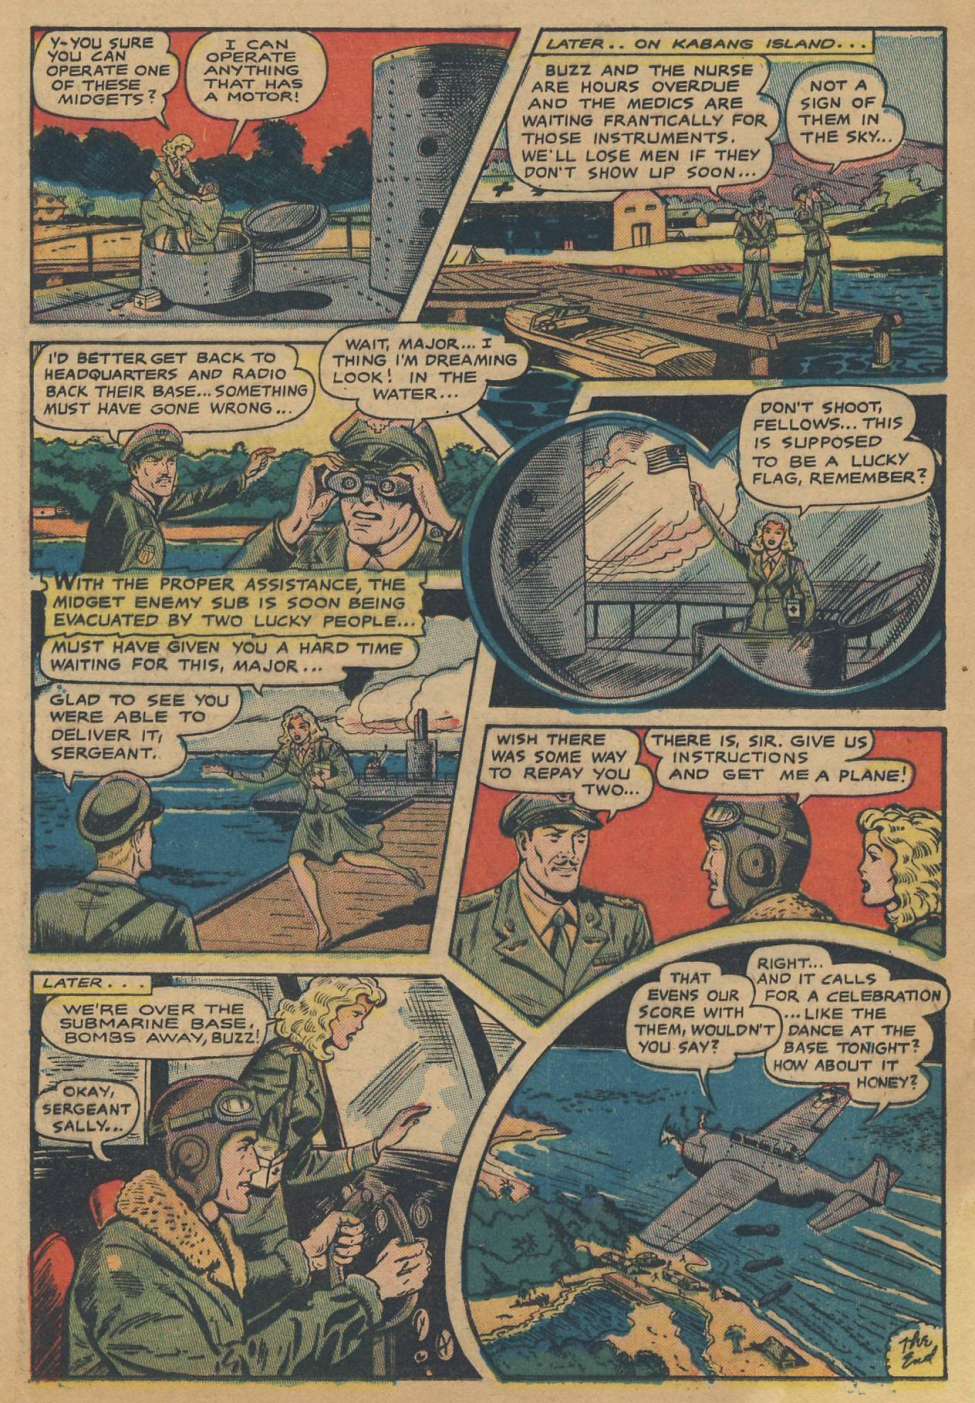 Y-YOU SURE
YOU CAN
OPERATE ONE
OF THESE
MIDGETS?
I CAN
OPERATE
ANYTHING
THAT HAS
A MOTOR!
LATER.. ON KABANG ISLAND...
BUZZ AND THE NURSE
ARE HOURS OVERDUE
AND THE MEDICS ARE
WAITING FRANTICALLY FOR
THOSE INSTRUMENTS.
WE'LL LOSE MEN IF THEY
DON'T SHOW UP SOON...
NOT A
SIGN OF
THEM IN
THE SKY...
I'D BETTER GET BACK TO
HEADQUARTERS AND RADIO
BACK THEIR BASE...SOMETHING
MUST HAVE GONE WRONG...
WAIT, MAJOR... I
THING I'M DREAMING
LOOK! IN THE
WATER...
DON'T SHOOT,
FELLOWS... THIS
IS SUPPOSED
TO BE A LUCKY
FLAG, REMEMBER?
WITH THE PROPER ASSISTANCE, THE
MIDGET ENEMY SUB IS SOON BEING
EVACUATED BY TWO LUCKY PEOPLE...
MUST HAVE GIVEN YOU A HARD TIME
WAITING FOR THIS, MAJOR...
GLAD TO SEE YOU
WERE ABLE TO
DELIVER IT,
SERGEANT.
WISH THERE
WAS SOME WAY
TO REPAY YOU
TWO...
THERE IS, SIR. GIVE US
INSTRUCTIONS
AND GET ME A PLANE!
LATER...
WE'RE OVER THE
SUBMARINE BASE.
BOMBS AWAY, BUZZ!
OKAY,
SERGEANT
SALLY...
THAT
EVENS OUR
SCORE WITH
THEM, WOULDN'T
YOU SAY?
RIGHT...
AND IT CALLS
FOR A CELEBRATION
...LIKE THE
DANCE AT THE
BASE TONIGHT?
HOW ABOUT IT
HONEY?
The
End